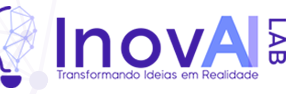 InovAI
LAB
Transformando Ideias em Realidade